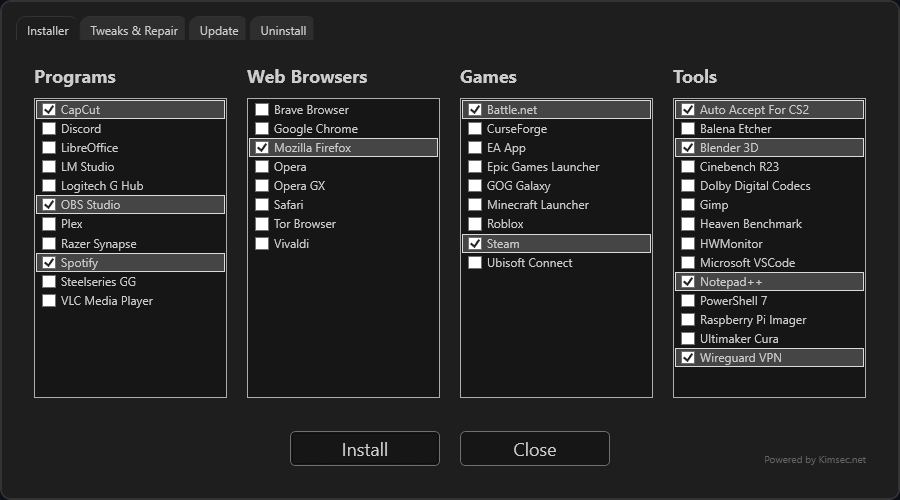 Installer
Tweaks & Repair
Update
Uninstall
Programs
CapCut
Discord
LibreOffice
LM Studio
Logitech G Hub
OBS Studio
Plex
Razer Synapse
Spotify
Steelseries GG
VLC Media Player
Web Browsers
Brave Browser
Google Chrome
Mozilla Firefox
Opera
Opera GX
Safari
Tor Browser
Vivaldi
Games
Battle.net
CurseForge
EA App
Epic Games Launcher
GOG Galaxy
Minecraft Launcher
Roblox
Steam
Ubisoft Connect
Tools
Auto Accept For CS2
Balena Etcher
Blender 3D
Cinebench R23
Dolby Digital Codecs
Gimp
Heaven Benchmark
HWMonitor
Microsoft VSCode
Notepad++
PowerShell 7
Raspberry Pi Imager
Ultimaker Cura
Wireguard VPN
Install
Close
Powered by Kimsec.net